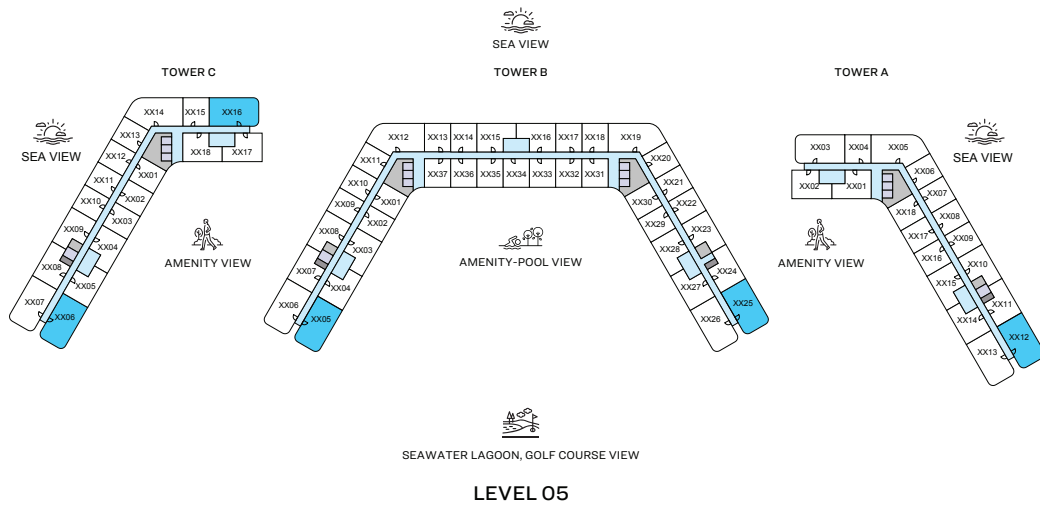 SEA VIEW
TOWER C
TOWER B
TOWER A
SEA VIEW
SEA VIEW
XX14
XX15
XX16
XX13
XX18
XX17
XX12
XX01
XX11
XX02
XX10
XX03
XX09
XX04
XX08
XX05
XX07
XX06
AMENITY VIEW
XX12
XX13
XX14
XX15
XX16
XX17
XX18
XX19
XX11
XX37
XX36
XX35
XX34
XX33
XX32
XX31
XX20
XX10
XX01
XX30
XX21
XX09
XX02
XX29
XX22
XX08
XX03
XX28
XX23
XX07
XX04
XX27
XX24
XX06
XX05
XX26
XX25
AMENITY-POOL VIEW
XX03
XX04
XX05
XX02
XX01
XX06
XX07
XX18
XX08
XX17
XX09
XX16
XX10
XX15
XX11
XX14
XX12
XX13
AMENITY VIEW
SEAWATER LAGOON, GOLF COURSE VIEW
LEVEL 05